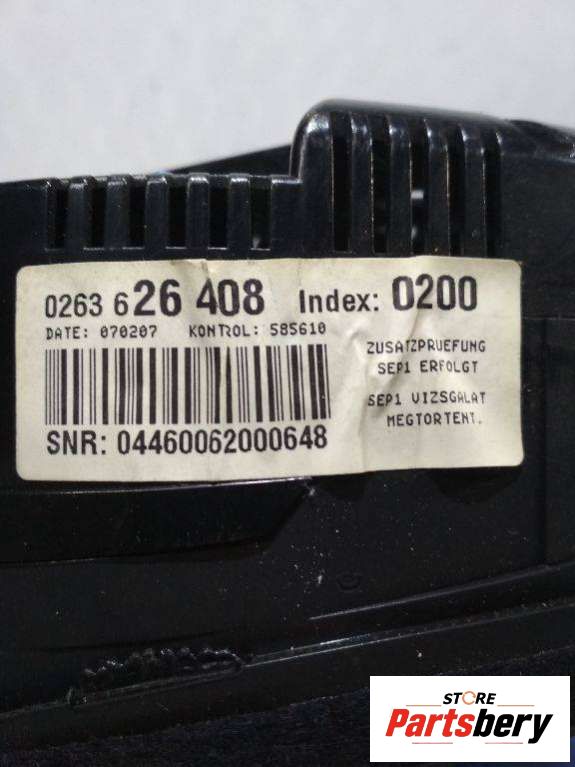 0263 626 408 Index: 0200
DATE: 070207 KONTROL: 585610
ZUSATZPRUEFUNG
SEP1 ERFOLGT
SEP1 VIZSGALAT
MEGTORTENT.
SNR: 04460062000648
STORE
Partsbery